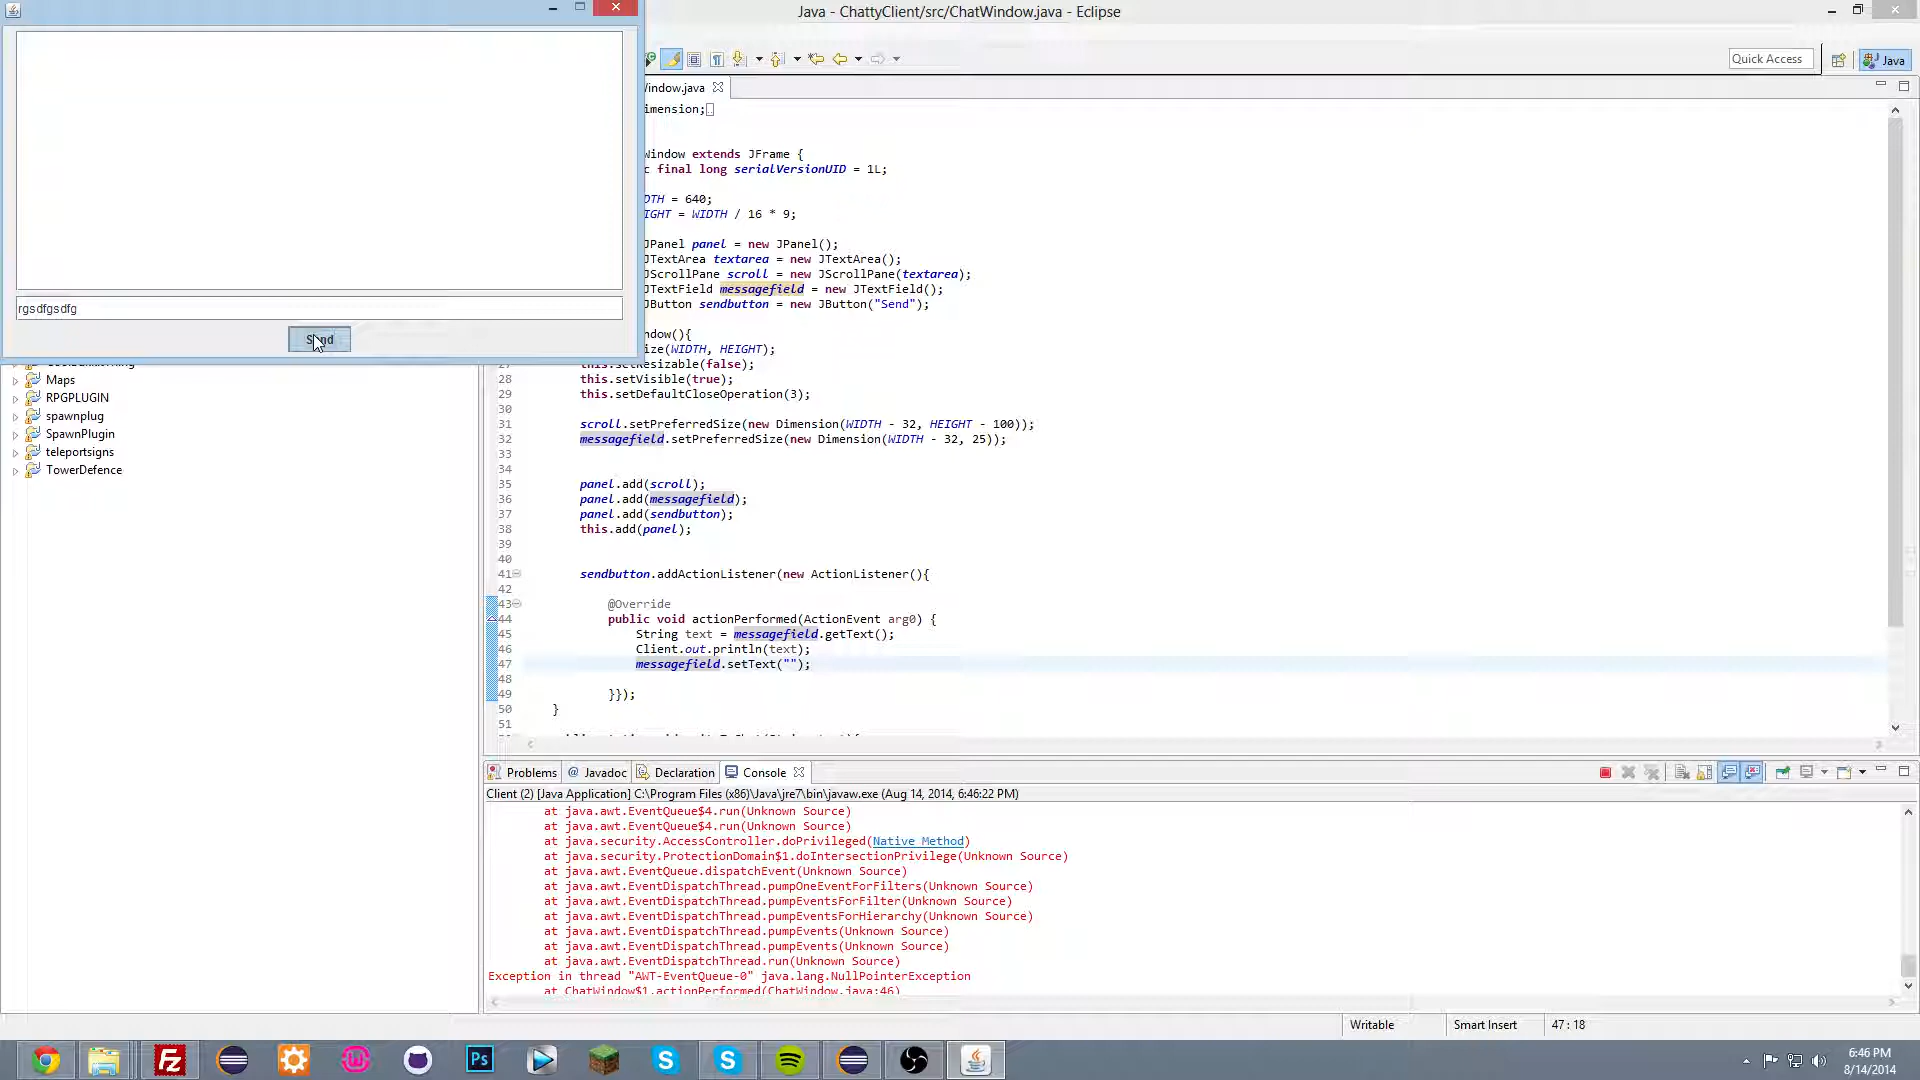 Java - ChattyClient/src/ChatWindow.java - Eclipse
Quick Access
Java
Window.java
imension;
Window extends JFrame {
c final long serialVersionUID = 1L;
DTH = 640;
IGHT = WIDTH / 16 * 9;
JPanel panel = new JPanel();
JTextArea textarea = new JTextArea();
JScrollPane scroll = new JScrollPane(textarea);
JTextField messagefield = new JTextField();
JButton sendbutton = new JButton("Send");
ndow(){
ize(WIDTH, HEIGHT);
rgsdfgsdfg
Send
this.setResizable(false);
28 this.setVisible(true);
29 this.setDefaultCloseOperation(3);
30
31 scroll.setPreferredSize(new Dimension(WIDTH - 32, HEIGHT - 100));
32 messagefield.setPreferredSize(new Dimension(WIDTH - 32, 25));
33
34
35 panel.add(scroll);
36 panel.add(messagefield);
37 panel.add(sendbutton);
38 this.add(panel);
39
40
41 sendbutton.addActionListener(new ActionListener(){
42
43 @Override
44 public void actionPerformed(ActionEvent arg0) {
45 String text = messagefield.getText();
46 Client.out.println(text);
47 messagefield.setText("");
48
49 }});
50 }
51
Maps
RPGPLUGIN
spawnplug
SpawnPlugin
teleportsigns
TowerDefence
Problems @ Javadoc Declaration Console
Client (2) [Java Application] C:\Program Files (x86)\Java\jre7\bin\javaw.exe (Aug 14, 2014, 6:46:22 PM)
at java.awt.EventQueue$4.run(Unknown Source)
at java.awt.EventQueue$4.run(Unknown Source)
at java.security.AccessController.doPrivileged(Native Method)
at java.security.ProtectionDomain$1.doIntersectionPrivilege(Unknown Source)
at java.awt.EventQueue.dispatchEvent(Unknown Source)
at java.awt.EventDispatchThread.pumpOneEventForFilters(Unknown Source)
at java.awt.EventDispatchThread.pumpEventsForFilter(Unknown Source)
at java.awt.EventDispatchThread.pumpEventsForHierarchy(Unknown Source)
at java.awt.EventDispatchThread.pumpEvents(Unknown Source)
at java.awt.EventDispatchThread.pumpEvents(Unknown Source)
at java.awt.EventDispatchThread.run(Unknown Source)
Exception in thread "AWT-EventQueue-0" java.lang.NullPointerException
at ChatWindow$1.actionPerformed(ChatWindow.java:46)
Writable Smart Insert 47 : 18
Fz
Ps
6:46 PM
8/14/2014